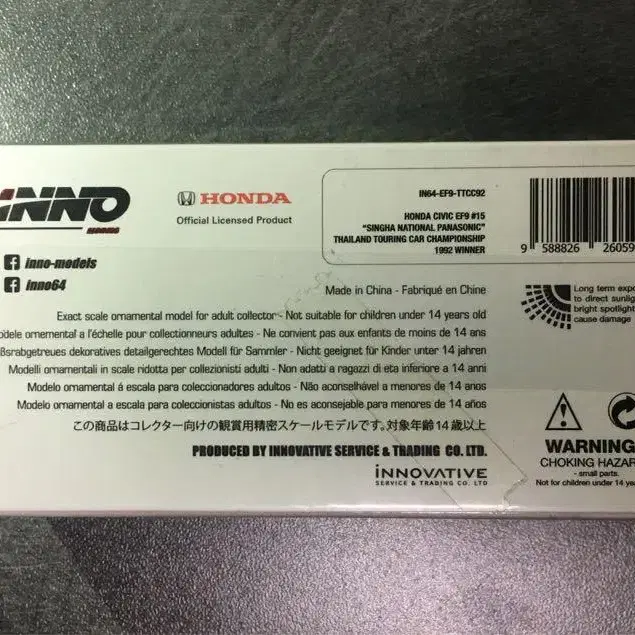 INNO
MODELS
HONDA
Official Licensed Product
inno-models
inno64
IN64-EF9-TTCC92
HONDA CIVIC EF9 #15
"SINGHA NATIONAL PANASONIC"
THAILAND TOURING CAR CHAMPIONSHIP
1992 WINNER
9 588826 26059
Made in China - Fabriqué en Chine
Long term expo
to direct sunlig
bright spotlight
cause damage
Exact scale ornamental model for adult collector - Not suitable for children under 14 years old
odele ornemental a l'échelle pour collectionneurs adultes - Ne convient pas aux enfants de moins de 14 ans
ßsrabgetreues dekoratives detailgerechtes Modell für Sammler - Nicht geeignet für Kinder unter 14 jahren
Modelli ornamentali in scale ridotta per collezionisti adulti - Non adatti a ragazzi di eta inferiore a 14 anni
Modelo ornamental á escala para coleccionadores adultos - Não aconselhável a menores de 14 anos
Modelo ornamental a escala para coleccionistas adultos - No es aconsejable para menores de 14 años
この商品はコレクター向けの観賞用精密スケールモデルです。対象年齢14歳以上
PRODUCED BY INNOVATIVE SERVICE & TRADING CO. LTD.
INNOVATIVE
SERVICE & TRADING CO. LTD
WARNING
CHOKING HAZAR
- small parts.
Not for children under 14 yea